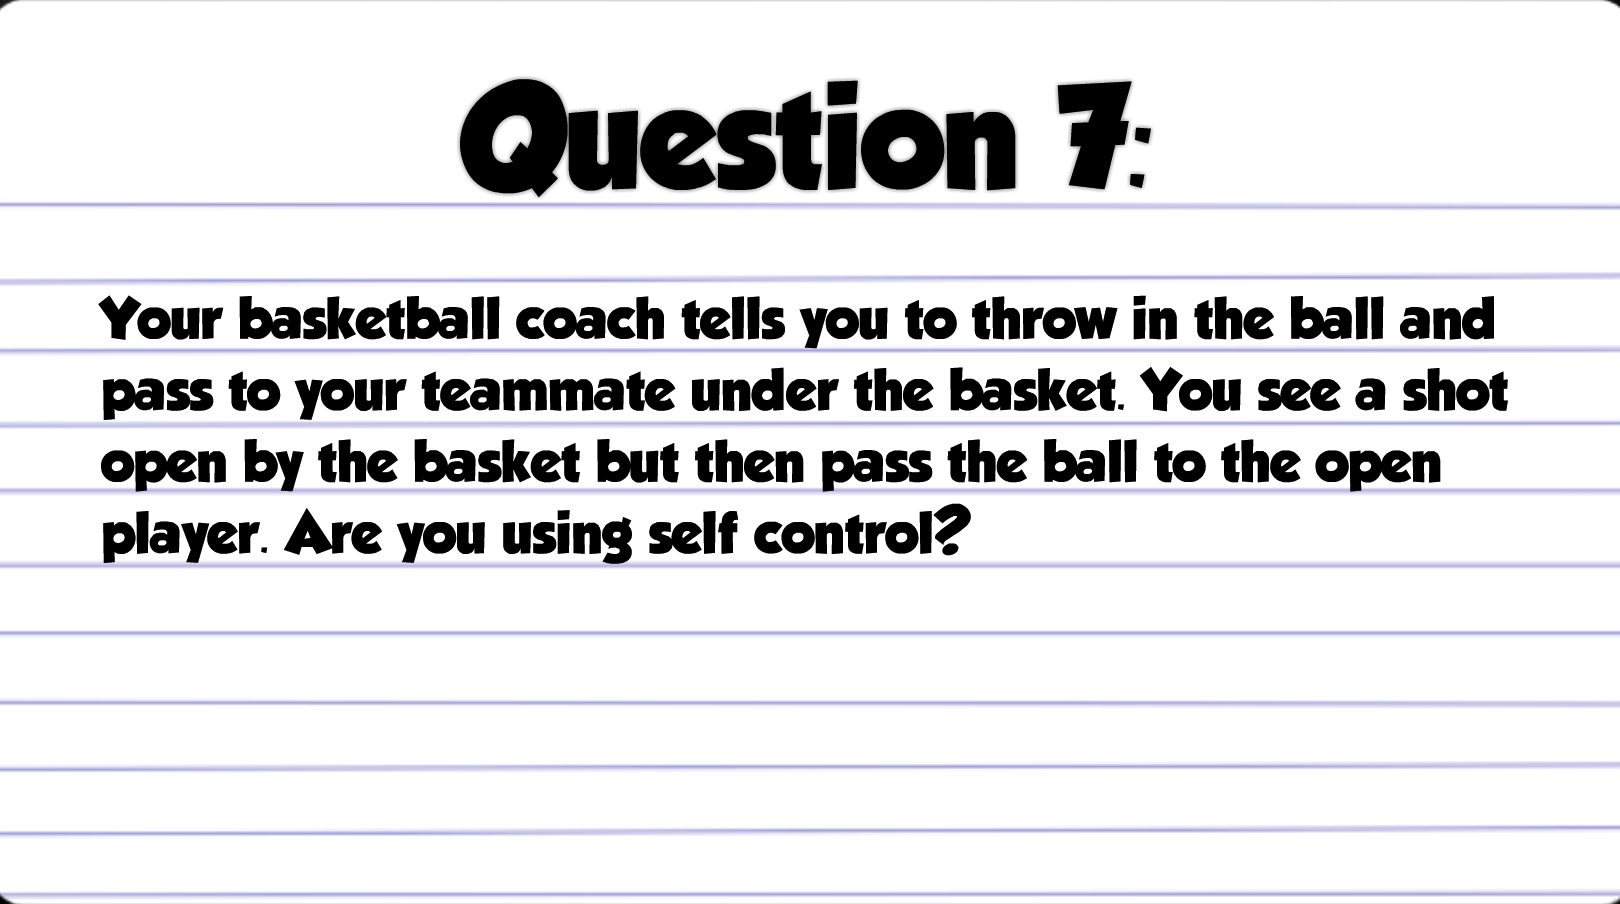 Question 7:
Your basketball coach tells you to throw in the ball and
pass to your teammate under the basket. You see a shot
open by the basket but then pass the ball to the open
player. Are you using self control?